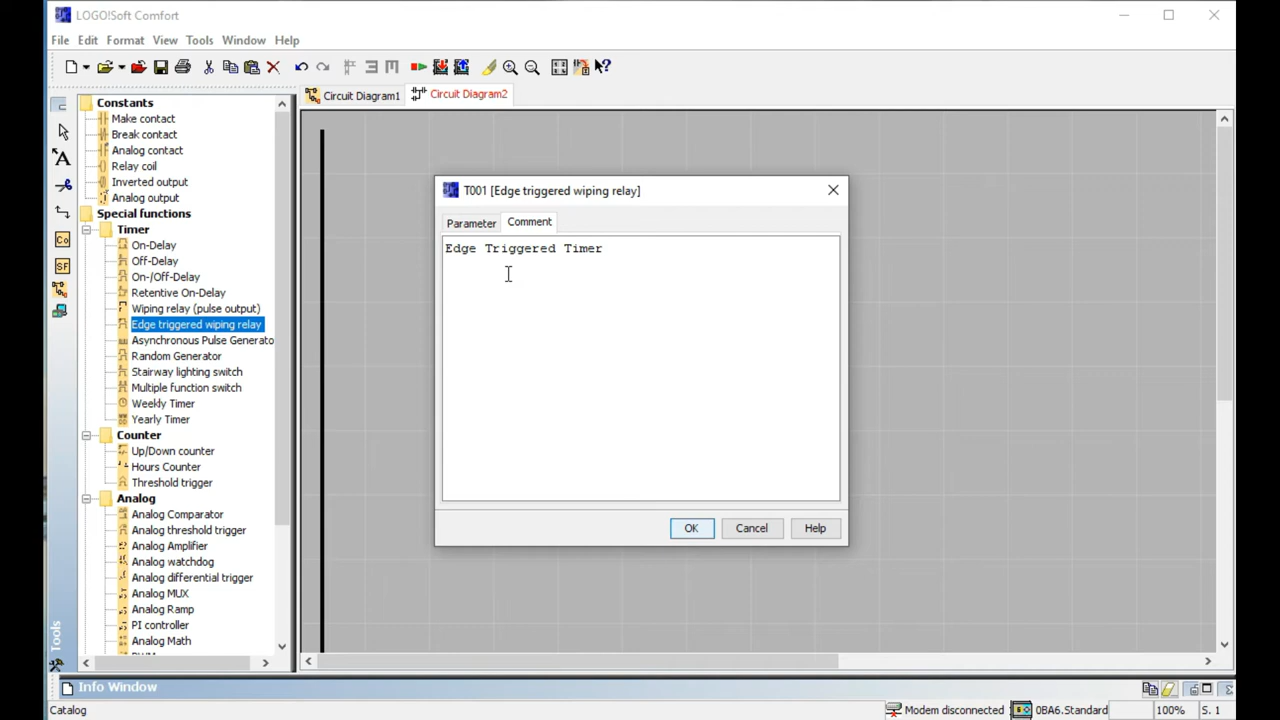 LOGO!Soft Comfort
File Edit Format View Tools Window Help
Circuit Diagram1 Circuit Diagram2
Constants
Make contact
Break contact
Analog contact
Relay coil
Inverted output
Analog output
Special functions
Timer
On-Delay
Off-Delay
On-/Off-Delay
Retentive On-Delay
Wiping relay (pulse output)
Edge triggered wiping relay
Asynchronous Pulse Generato
Random Generator
Stairway lighting switch
Multiple function switch
Weekly Timer
Yearly Timer
Counter
Up/Down counter
Hours Counter
Threshold trigger
Analog
Analog Comparator
Analog threshold trigger
Analog Amplifier
Analog watchdog
Analog differential trigger
Analog MUX
Analog Ramp
PI controller
Analog Math
A
Co
SF
Tools
T001 [Edge triggered wiping relay]
Parameter Comment
Edge Triggered Timer
OK Cancel Help
Info Window
Catalog
Modem disconnected 0BA6.Standard 100% S. 1